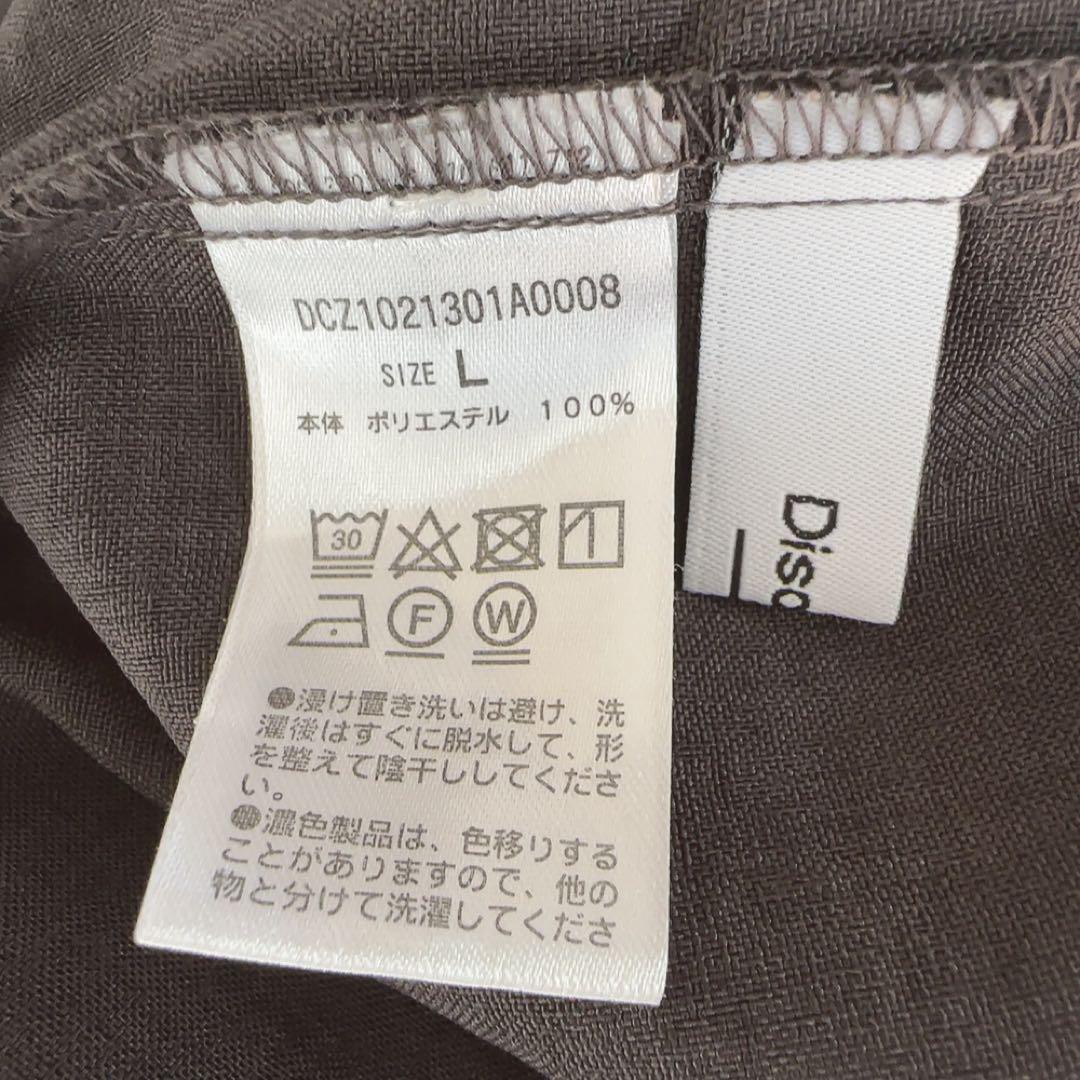 DCZ1021301A0008
SIZE L
本体 ポリエステル 100%
30
F
W
●浸け置き洗いは避け、洗
濯後はすぐに脱水して、形
を整えて陰干ししてくださ
い。
●濃色製品は、色移りする
ことがありますので、他の
物と分けて洗濯してくださ
Diso